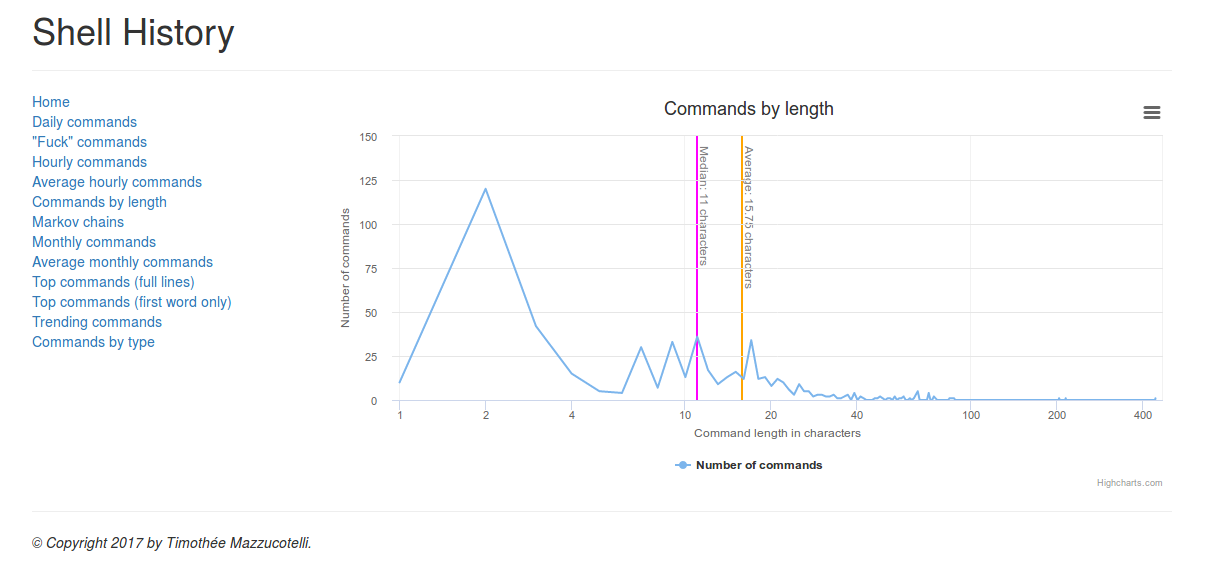 Shell History
Home
Daily commands
"Fuck" commands
Hourly commands
Average hourly commands
Commands by length
Markov chains
Monthly commands
Average monthly commands
Top commands (full lines)
Top commands (first word only)
Trending commands
Commands by type
Commands by length
Number of commands
150
125
100
75
50
25
0
Median: 11 characters
Average: 15.75 characters
1 2 4 10 20 40 100 200 400
Command length in characters
Number of commands
Highcharts.com
© Copyright 2017 by Timothée Mazzucotelli.